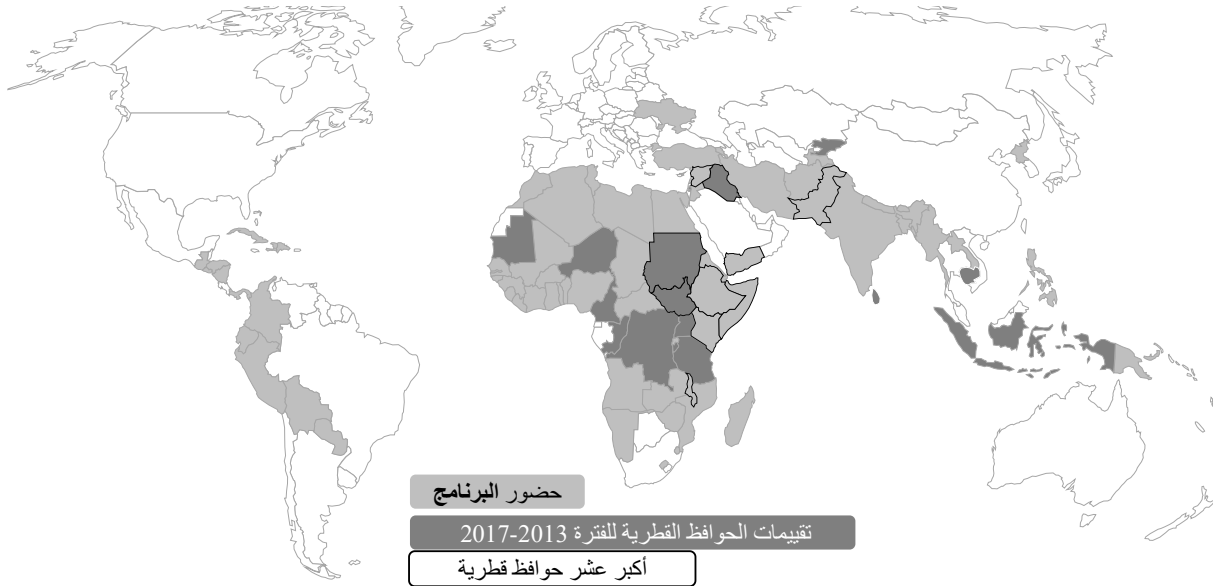 حضور البرنامج
تقييمات الحوافظ القطرية للفترة 2013-2017
أكبر عشر حوافظ قطرية